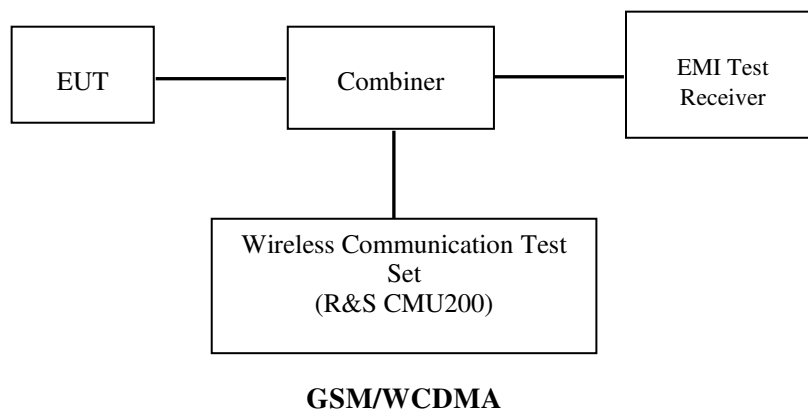 EUT
Combiner
EMI Test
Receiver
Wireless Communication Test
Set
(R&S CMU200)
GSM/WCDMA